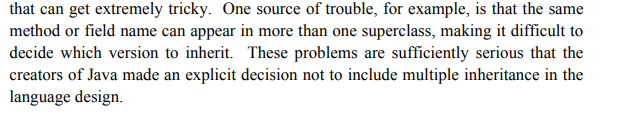 that can get extremely tricky. One source of trouble, for example, is that the same
method or field name can appear in more than one superclass, making it difficult to
decide which version to inherit. These problems are sufficiently serious that the
creators of Java made an explicit decision not to include multiple inheritance in the
language design.